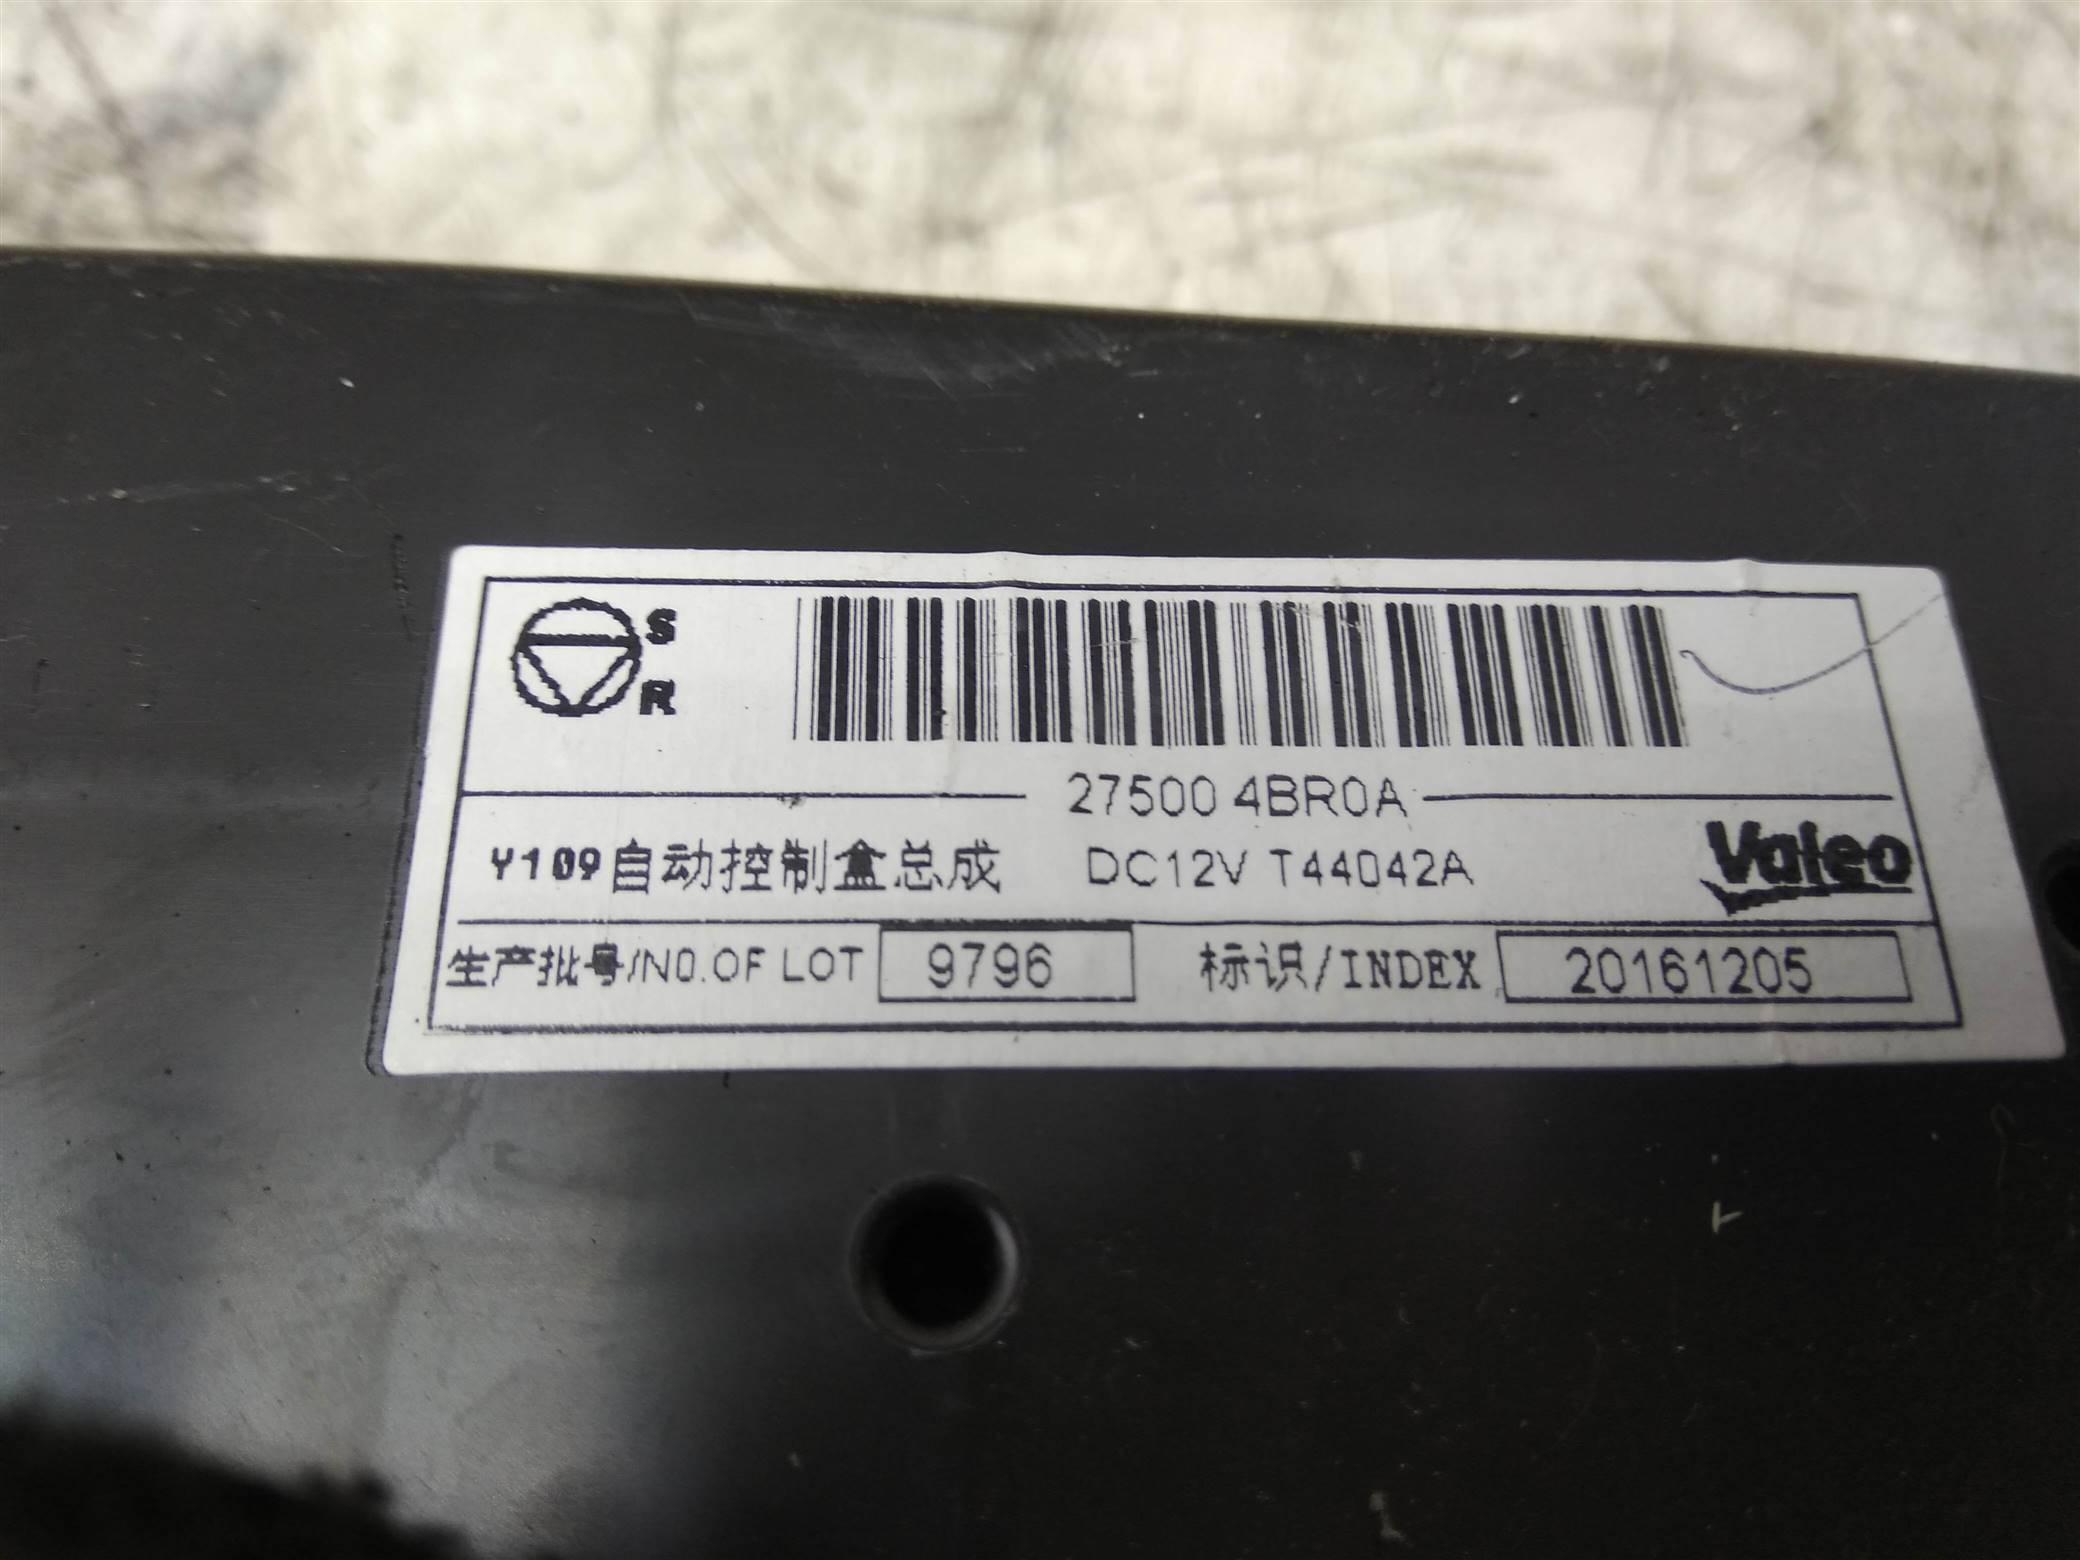 S
R
27500 4BR0A
Y109自动控制盒总成 DC12V T44042A Valeo
生产批号/NO.OF LOT 9796 标识/INDEX 20161205